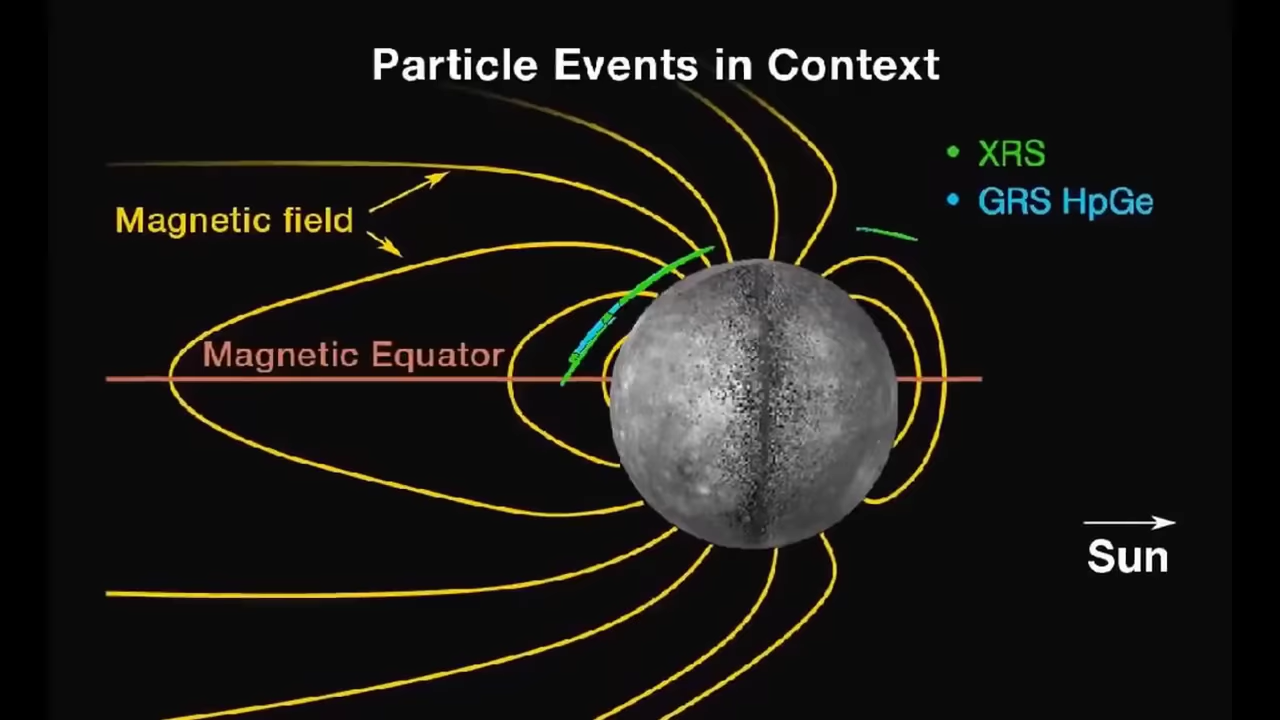 Particle Events in Context
XRS
GRS HpGe
Magnetic field
Magnetic Equator
Sun